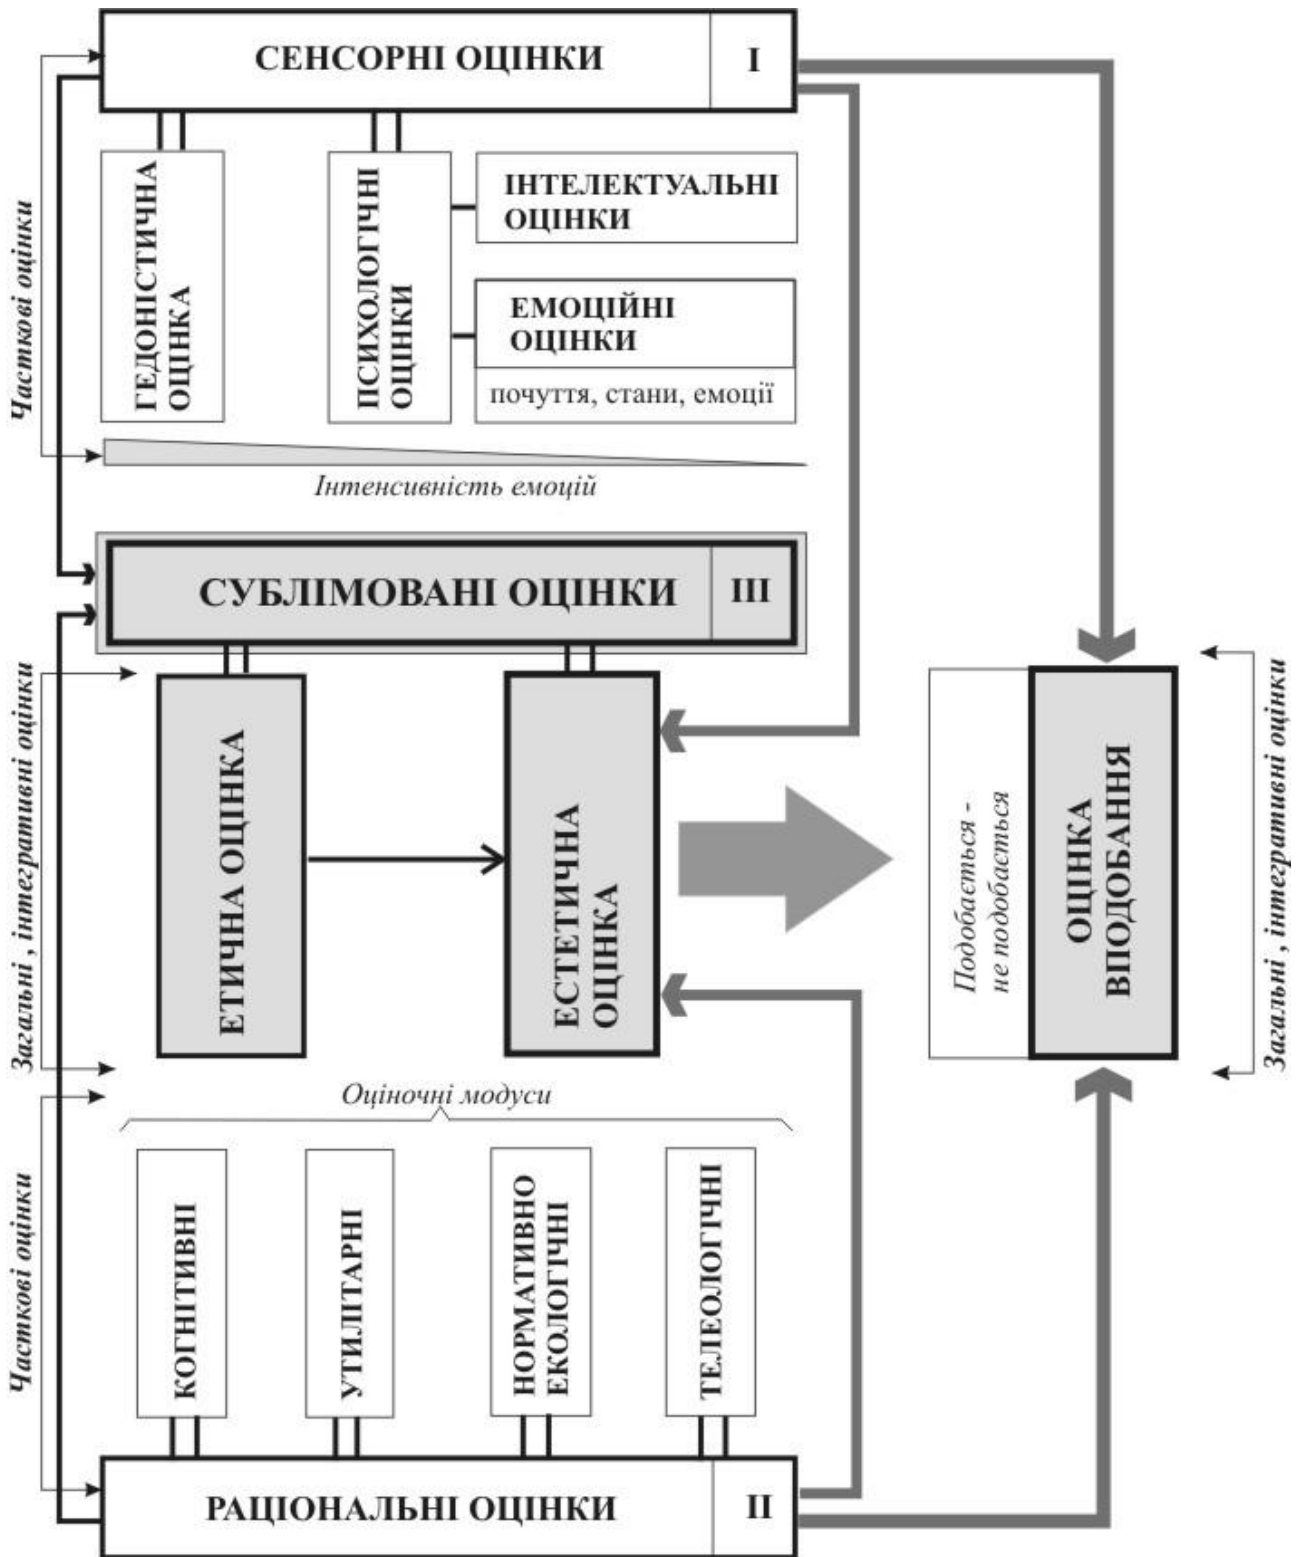 СЕНСОРНІ ОЦІНКИ
I
Часткові оцінки
ГЕДОНІСТИЧНА
ОЦІНКА
ПСИХОЛОГІЧНІ
ОЦІНКИ
ІНТЕЛЕКТУАЛЬНІ
ОЦІНКИ
ЕМОЦІЙНІ
ОЦІНКИ
почуття, стани, емоції
Інтенсивність емоцій
СУБЛІМОВАНІ ОЦІНКИ
III
Загальні , інтегративні оцінки
ЕТИЧНА ОЦІНКА
ЕСТЕТИЧНА
ОЦІНКА
Подобається -
не подобається
ОЦІНКА
ВПОДОБАННЯ
Загальні , інтегративні оцінки
Оціночні модуси
Часткові оцінки
КОГНІТИВНІ
УТИЛІТАРНІ
НОРМАТИВНО
ЕКОЛОГІЧНІ
ТЕЛЕОЛОГІЧНІ
РАЦІОНАЛЬНІ ОЦІНКИ
II